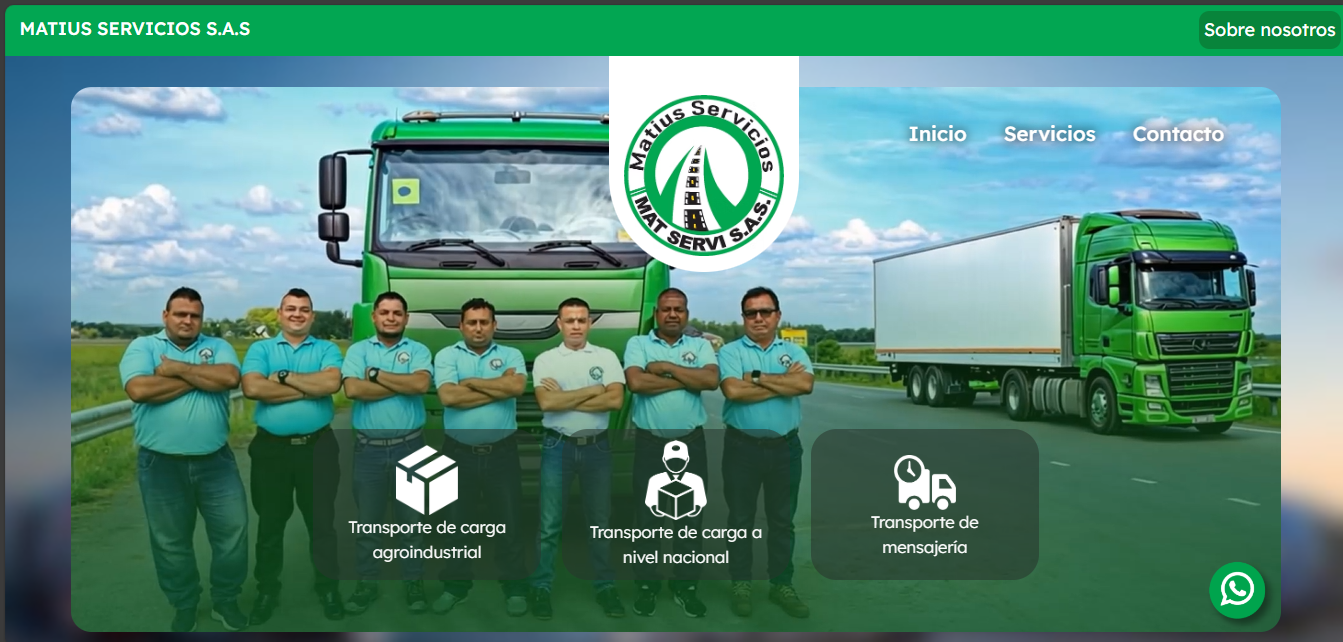 MATIUS SERVICIOS S.A.S
Sobre nosotros
Matius Servicios
MAT SERVI S.A.S.
Inicio Servicios Contacto
Transporte de carga
agroindustrial
Transporte de carga a
nivel nacional
Transporte de
mensajería